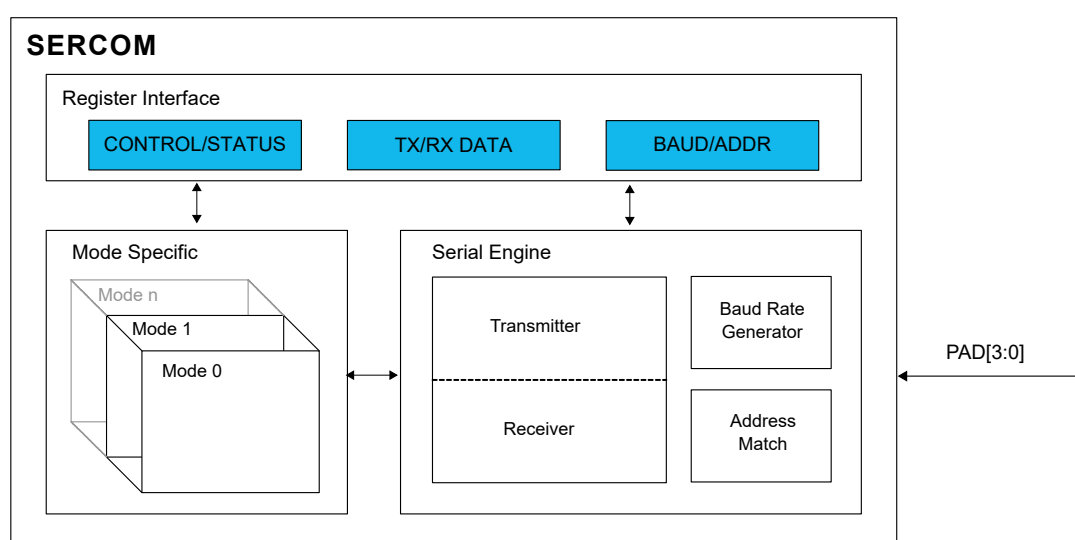 SERCOM
Register Interface
CONTROL/STATUS
TX/RX DATA
BAUD/ADDR
Mode Specific
Mode n
Mode 1
Mode 0
Serial Engine
Transmitter
Receiver
Baud Rate
Generator
Address
Match
PAD[3:0]